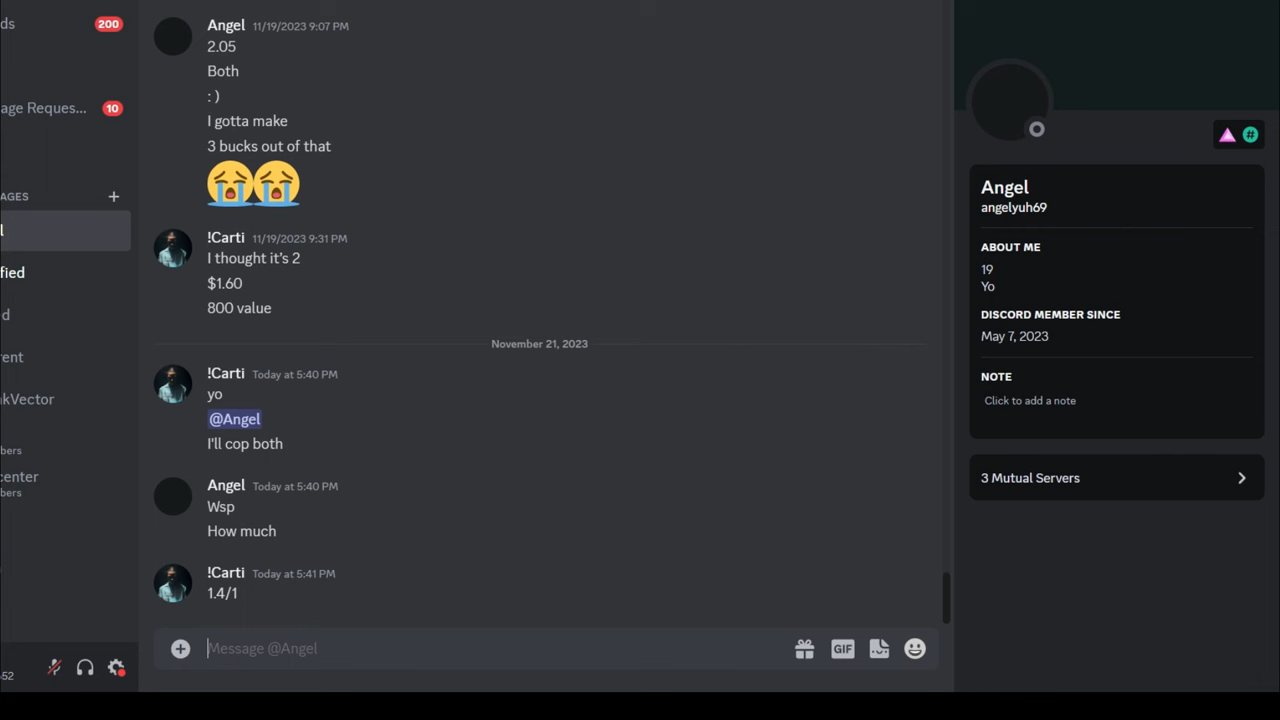 ds
200
age Reques...
10
AGES
l
fied
d
rent
kVector
bers
center
bers
52
Angel 11/19/2023 9:07 PM
2.05
Both
: )
I gotta make
3 bucks out of that
!Carti 11/19/2023 9:31 PM
I thought it's 2
$1.60
800 value
November 21, 2023
!Carti Today at 5:40 PM
yo
@Angel
I'll cop both
Angel Today at 5:40 PM
Wsp
How much
!Carti Today at 5:41 PM
1.4/1
Message @Angel
GIF
#
Angel
angelyuh69
ABOUT ME
19
Yo
DISCORD MEMBER SINCE
May 7, 2023
NOTE
Click to add a note
3 Mutual Servers